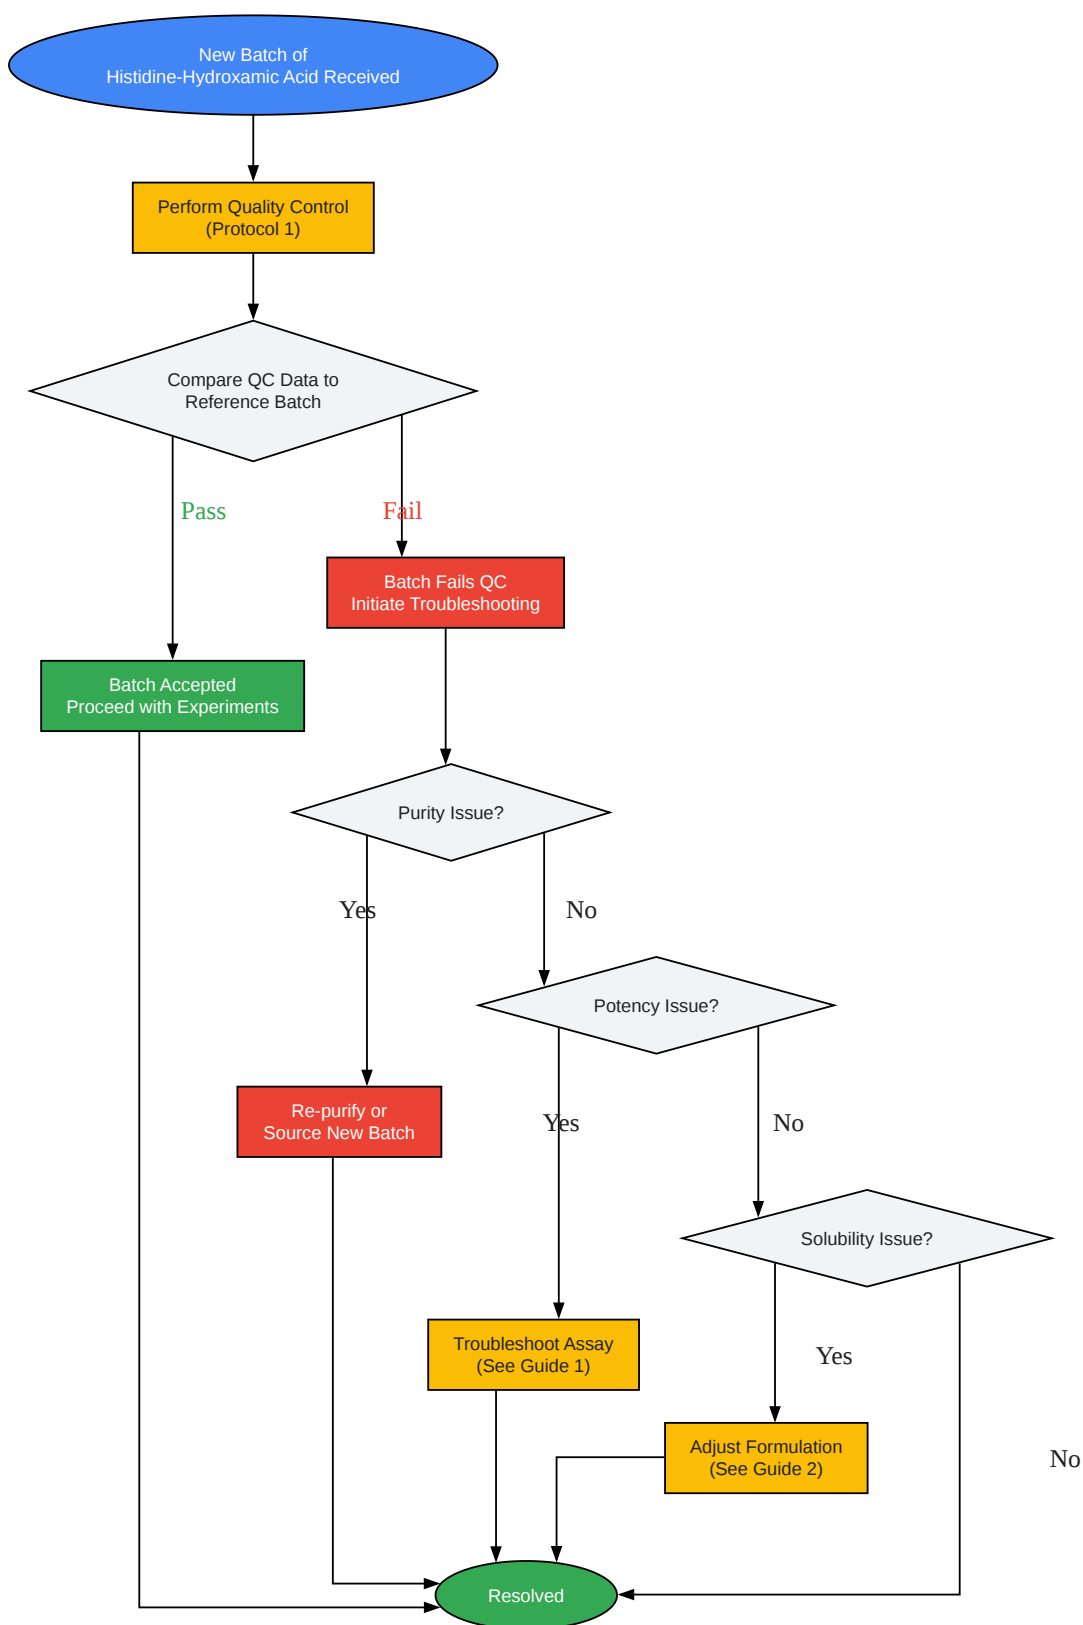 New Batch of
Histidine-Hydroxamic Acid Received
Perform Quality Control
(Protocol 1)
Compare QC Data to
Reference Batch
Pass
Fail
Batch Fails QC
Initiate Troubleshooting
Batch Accepted
Proceed with Experiments
Purity Issue?
Yes
No
Potency Issue?
Re-purify or
Source New Batch
Yes
No
Solubility Issue?
Troubleshoot Assay
(See Guide 1)
Yes
Adjust Formulation
(See Guide 2)
No
Resolved